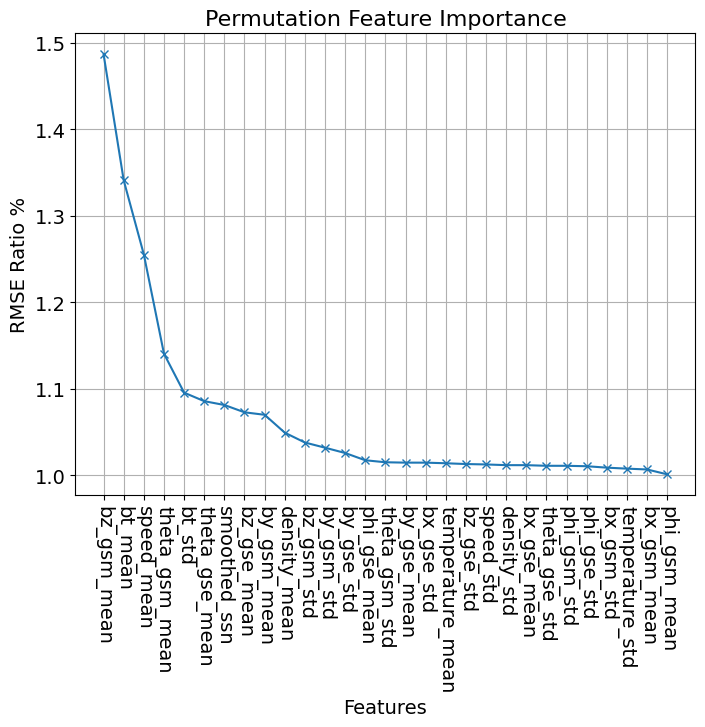 Permutation Feature Importance
RMSE Ratio %
1.5
1.4
1.3
1.2
1.1
1.0
bz_gsm_mean
bt_mean
speed_mean
theta_gsm_mean
bt_std
theta_gse_mean
smoothed_ssn
bz_gse_mean
by_gsm_mean
density_mean
bz_gsm_std
by_gsm_std
by_gse_std
phi_gse_mean
theta_gsm_std
by_gse_mean
bx_gse_std
temperature_mean
bz_gse_std
speed_std
density_std
bx_gse_mean
theta_gse_std
phi_gsm_std
phi_gse_std
bx_gsm_std
temperature_std
bx_gsm_mean
phi_gsm_mean
Features